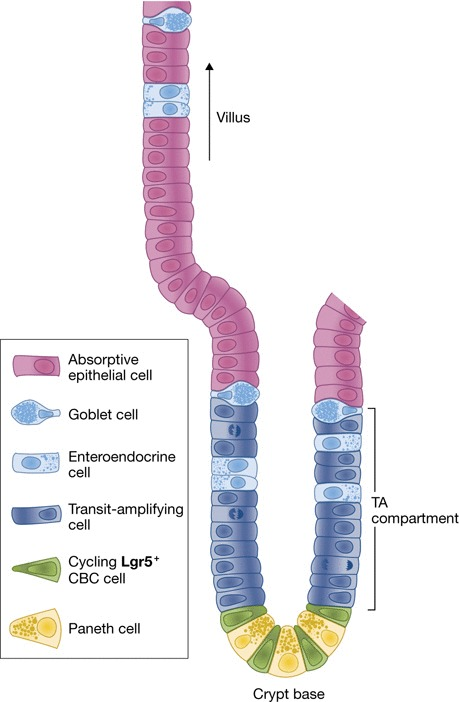 Villus
Absorptive
epithelial cell
Goblet cell
Enteroendocrine
cell
Transit-amplifying
cell
Cycling Lgr5+
CBC cell
Paneth cell
TA
compartment
Crypt base